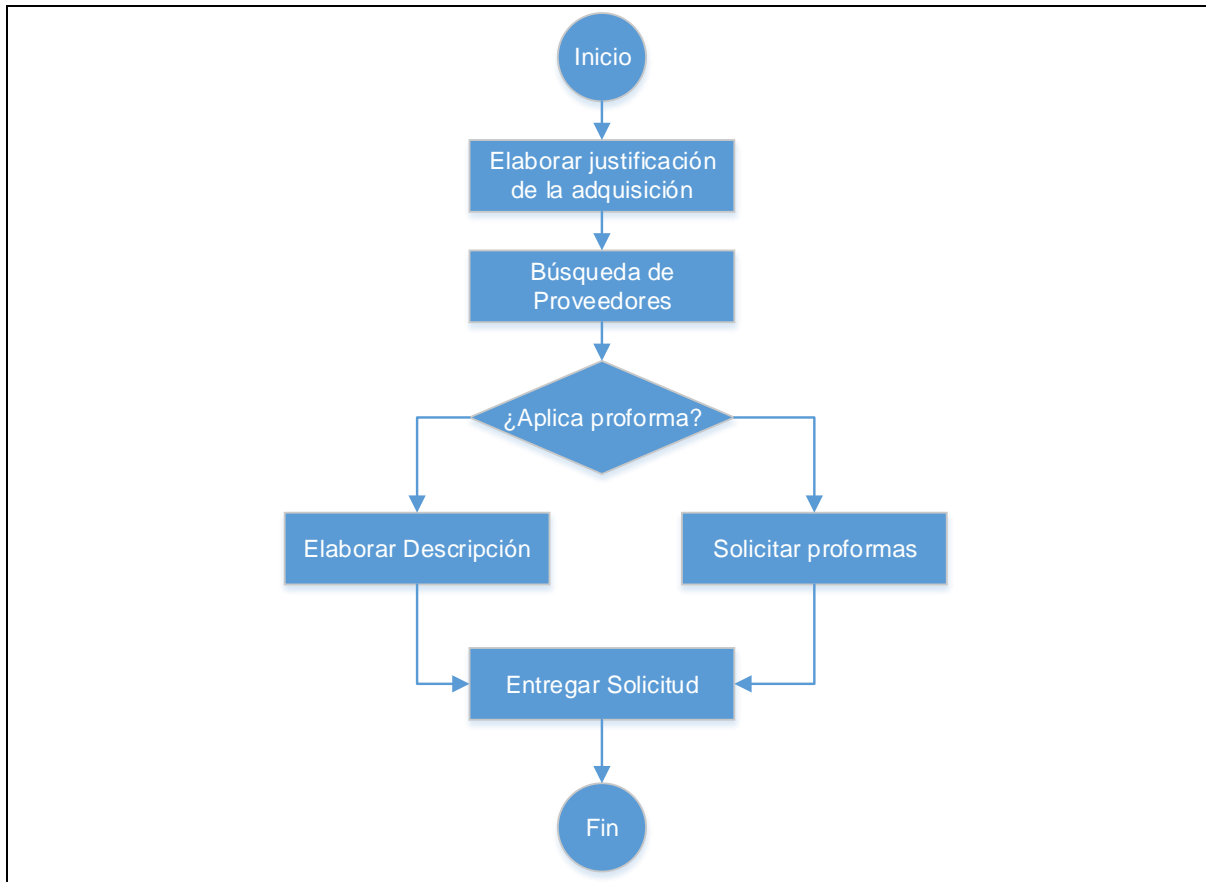 Inicio
Elaborar justificación
de la adquisición
Búsqueda de
Proveedores
¿Aplica proforma?
Elaborar Descripción
Solicitar proformas
Entregar Solicitud
Fin